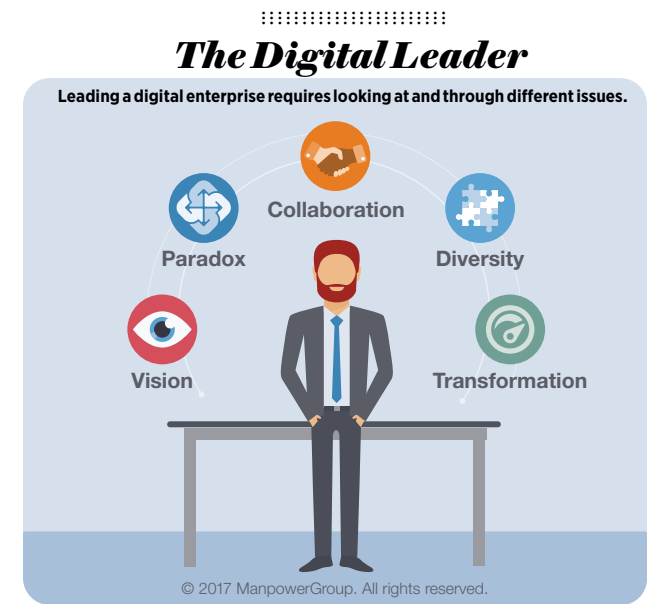 The Digital Leader
Leading a digital enterprise requires looking at and through different issues.
Collaboration
Paradox
Diversity
Vision
Transformation
© 2017 ManpowerGroup. All rights reserved.